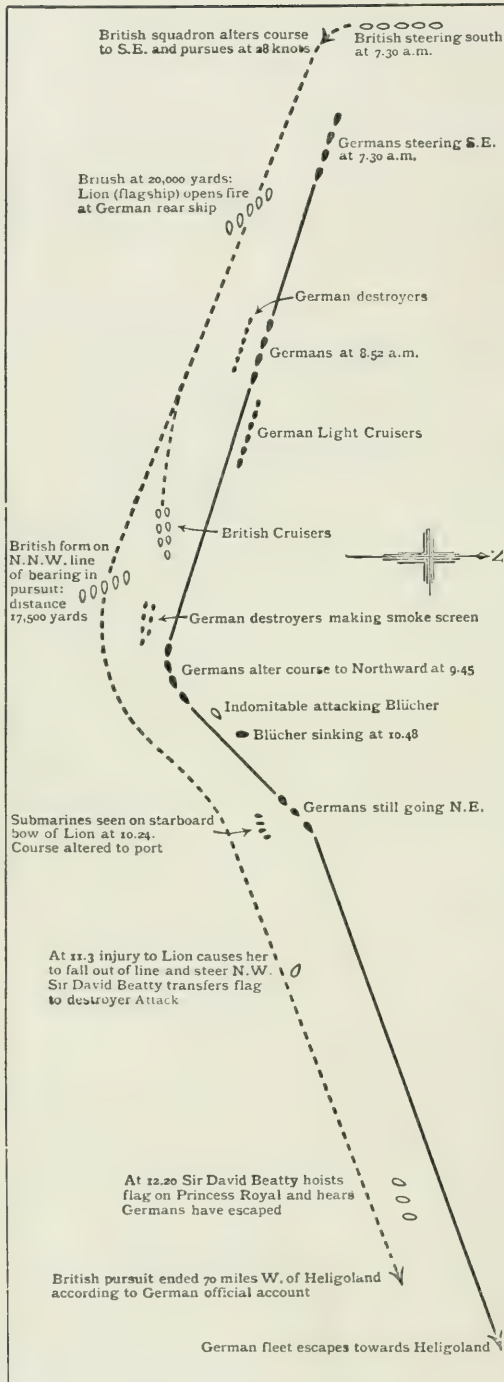 British squadron alters course
to S.E. and pursues at 28 knots
British steering south
at 7.30 a.m.
Germans steering S.E.
at 7.30 a.m.
British at 20,000 yards:
Lion (flagship) opens fire
at German rear ship
German destroyers
Germans at 8.52 a.m.
German Light Cruisers
British Cruisers
British form on
N.N.W. line
of bearing in
pursuit:
distance
17,500 yards
N
German destroyers making smoke screen
Germans alter course to Northward at 9.45
Indomitable attacking Blücher
Blücher sinking at 10.48
Germans still going N.E.
Submarines seen on starboard
bow of Lion at 10.24.
Course altered to port
At 11.3 injury to Lion causes her
to fall out of line and steer N.W.
Sir David Beatty transfers flag
to destroyer Attack
At 12.20 Sir David Beatty hoists
flag on Princess Royal and hears
Germans have escaped
British pursuit ended 70 miles W. of Heligoland
according to German official account
German fleet escapes towards Heligoland